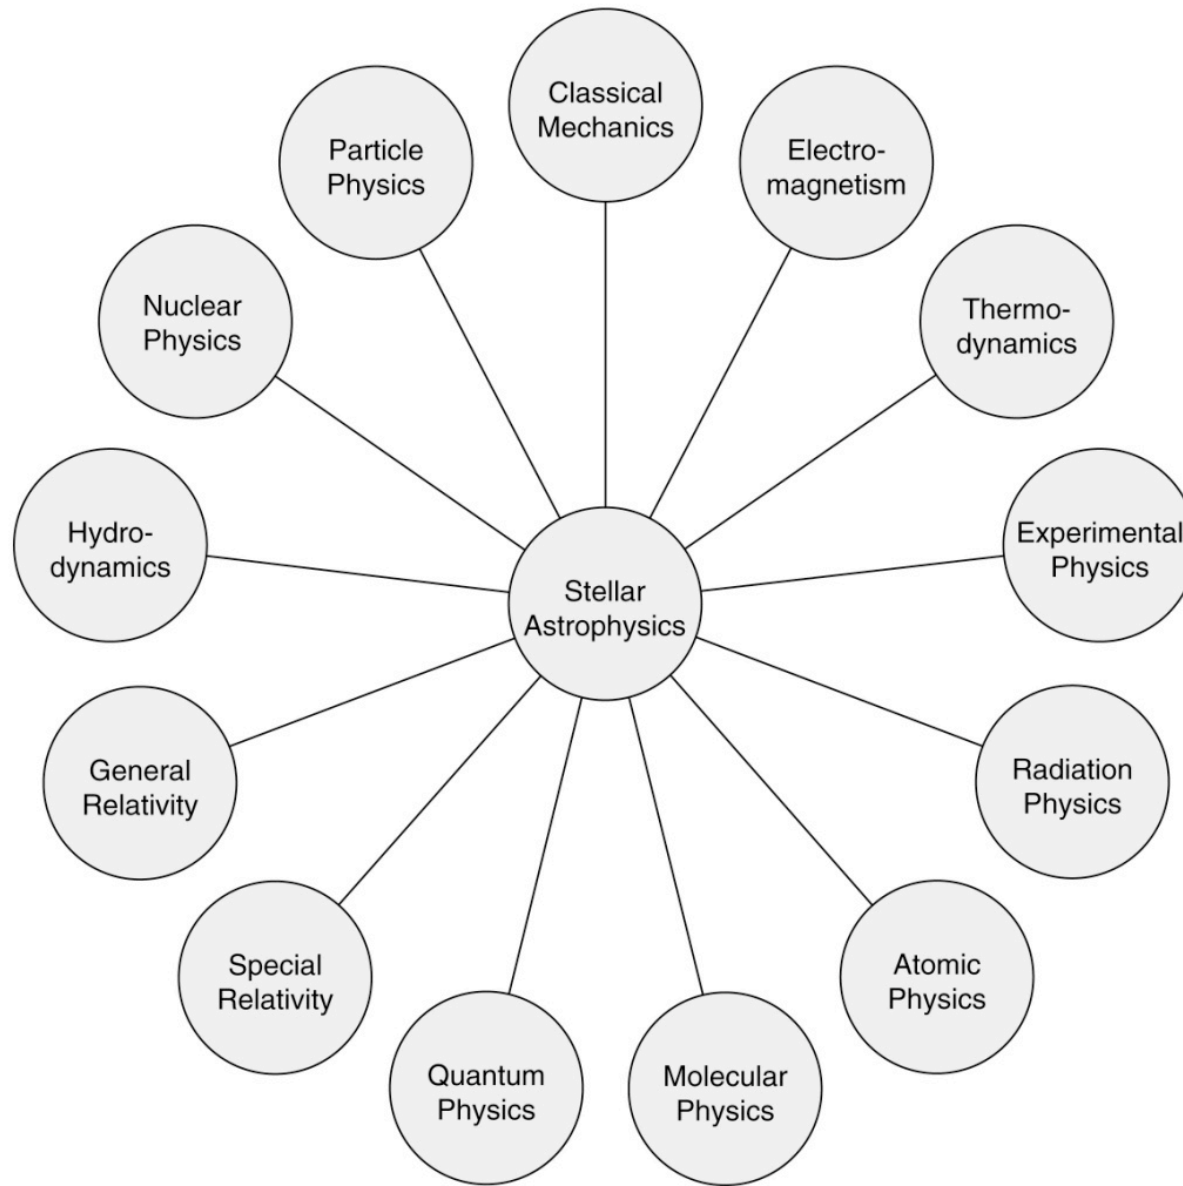 Classical
Mechanics
Particle
Physics
Electro-
magnetism
Nuclear
Physics
Thermo-
dynamics
Hydro-
dynamics
Experimental
Physics
Stellar
Astrophysics
General
Relativity
Radiation
Physics
Special
Relativity
Atomic
Physics
Quantum
Physics
Molecular
Physics